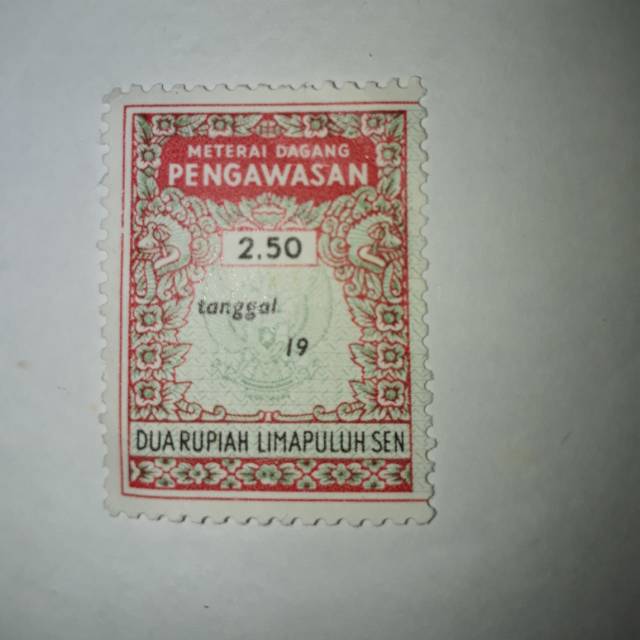 METERAI DAGANG
PENGAWASAN
2.50
tanggal
19
DUA RUPIAH LIMAPULUH SEN